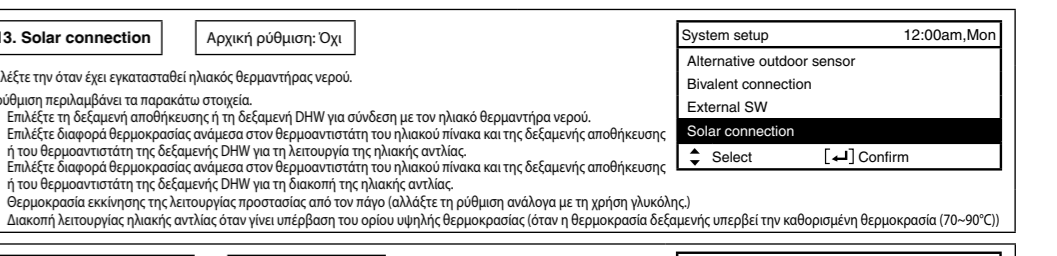 13. Solar connection
Αρχική ρύθμιση: Όχι
λέξτε την όταν έχει εγκατασταθεί ηλιακός θερμαντήρας νερού.
ρύθμιση περιλαμβάνει τα παρακάτω στοιχεία.
Επιλέξτε τη δεξαμενή αποθήκευσης ή τη δεξαμενή DHW για σύνδεση με τον ηλιακό θερμαντήρα νερού.
Επιλέξτε διαφορά θερμοκρασίας ανάμεσα στον θερμοαντιστάτη του ηλιακού πίνακα και της δεξαμενής αποθήκευσης
ή του θερμοαντιστάτη της δεξαμενής DHW για τη λειτουργία της ηλιακής αντλίας.
Επιλέξτε διαφορά θερμοκρασίας ανάμεσα στον θερμοαντιστάτη του ηλιακού πίνακα και της δεξαμενής αποθήκευσης
ή του θερμοαντιστάτη της δεξαμενής DHW για τη διακοπή της ηλιακής αντλίας.
Θερμοκρασία εκκίνησης της λειτουργίας προστασίας από τον πάγο (αλλάξτε τη ρύθμιση ανάλογα με τη χρήση γλυκόλης.)
Διακοπή λειτουργίας ηλιακής αντλίας όταν γίνει υπέρβαση του ορίου υψηλής θερμοκρασίας (όταν η θερμοκρασία δεξαμενής υπερβεί την καθορισμένη θερμοκρασία (70~90°C))
System setup 12:00am,Mon
Alternative outdoor sensor
Bivalent connection
External SW
Solar connection
Select [↵] Confirm